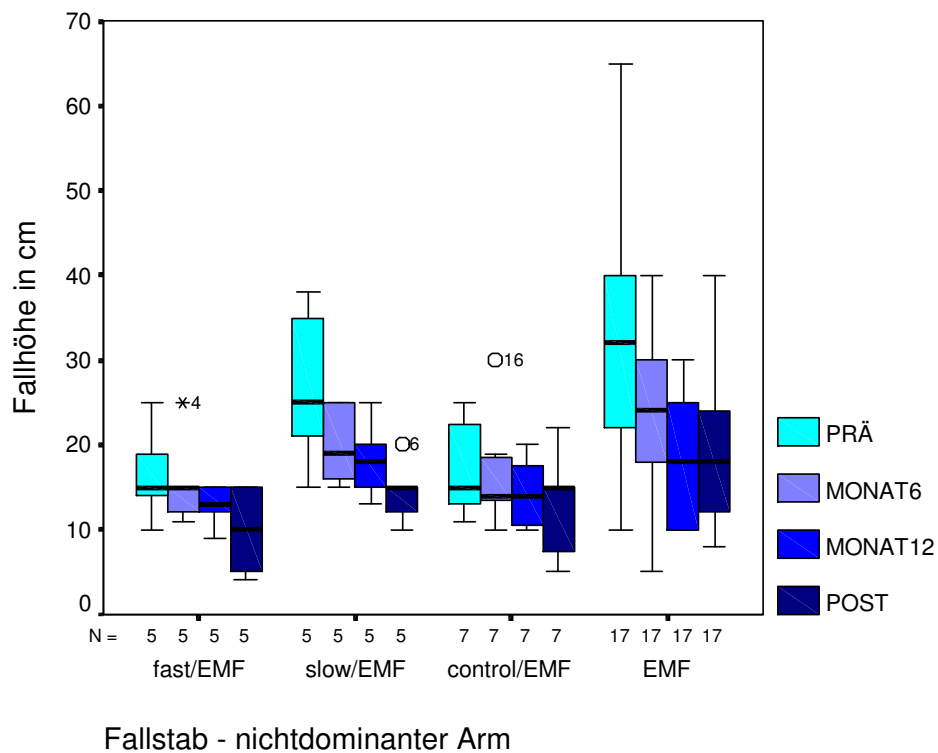 70
60
50
40
30
20
10
0
Fallhöhe in cm
*4
16
6
PRÄ
MONAT6
MONAT12
POST
N = 5 5 5 5 5 5 5 5 7 7 7 7 17 17 17 17
fast/EMF slow/EMF control/EMF EMF
Fallstab - nichtdominanter Arm